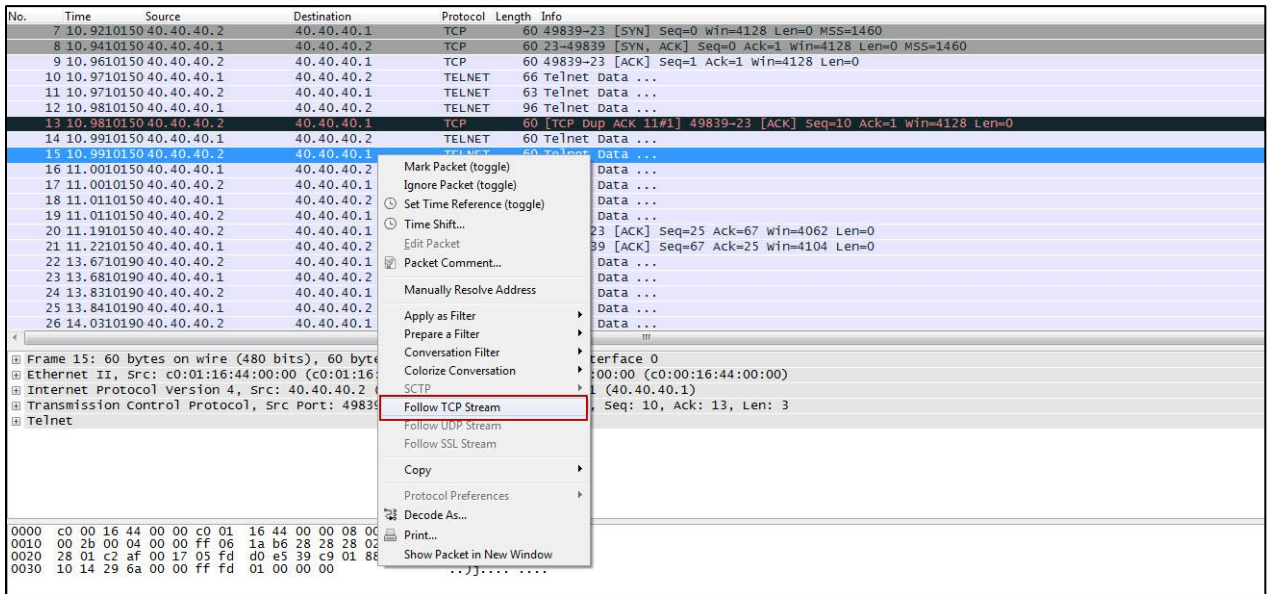 No. Time Source Destination Protocol Length Info
7 10.9210150 40.40.40.2 40.40.40.1 TCP 60 49839→23 [SYN] Seq=0 Win=4128 Len=0 MSS=1460
8 10.9410150 40.40.40.1 40.40.40.2 TCP 60 23→49839 [SYN, ACK] Seq=0 Ack=1 Win=4128 Len=0 MSS=1460
9 10.9610150 40.40.40.2 40.40.40.1 TCP 60 49839→23 [ACK] Seq=1 Ack=1 Win=4128 Len=0
10 10.9710150 40.40.40.1 40.40.40.2 TELNET 66 Telnet Data ...
11 10.9710150 40.40.40.2 40.40.40.1 TELNET 63 Telnet Data ...
12 10.9810150 40.40.40.1 40.40.40.2 TELNET 96 Telnet Data ...
13 10.9810150 40.40.40.2 40.40.40.1 TCP 60 [TCP Dup ACK 11#1] 49839→23 [ACK] Seq=10 Ack=1 Win=4128 Len=0
14 10.9910150 40.40.40.1 40.40.40.2 TELNET 60 Telnet Data ...
15 10.9910150 40.40.40.2 40.40.40.1 TELNET 60 Telnet Data ...
16 11.0010150 40.40.40.1 40.40.40.2 Data ...
17 11.0010150 40.40.40.2 40.40.40.1 Data ...
18 11.0110150 40.40.40.1 40.40.40.2 Data ...
19 11.0110150 40.40.40.2 40.40.40.1 Data ...
20 11.1910150 40.40.40.2 40.40.40.1 23 [ACK] Seq=25 Ack=67 Win=4062 Len=0
21 11.2210150 40.40.40.1 40.40.40.2 39 [ACK] Seq=67 Ack=25 Win=4104 Len=0
22 13.6710190 40.40.40.2 40.40.40.1 Data ...
23 13.6810190 40.40.40.1 40.40.40.2 Data ...
24 13.8310190 40.40.40.2 40.40.40.1 Data ...
25 13.8410190 40.40.40.1 40.40.40.2 Data ...
26 14.0310190 40.40.40.2 40.40.40.1 Data ...
Mark Packet (toggle)
Ignore Packet (toggle)
Set Time Reference (toggle)
Time Shift...
Edit Packet
Packet Comment...
Manually Resolve Address
Apply as Filter
Prepare a Filter
Conversation Filter
Colorize Conversation
SCTP
Follow TCP Stream
Follow UDP Stream
Follow SSL Stream
Copy
Protocol Preferences
Decode As...
Print...
Show Packet in New Window
Frame 15: 60 bytes on wire (480 bits), 60 byte terface 0
Ethernet II, Src: c0:01:16:44:00:00 (c0:01:16: :00:00 (c0:00:16:44:00:00)
Internet Protocol Version 4, Src: 40.40.40.2 ( 1 (40.40.40.1)
Transmission Control Protocol, Src Port: 49839 , Seq: 10, Ack: 13, Len: 3
Telnet
0000 c0 00 16 44 00 00 c0 01 16 44 00 00 08 00
0010 00 2b 00 04 00 00 ff 06 1a b6 28 28 28 02
0020 28 01 c2 af 00 17 05 fd d0 e5 39 c9 01 88
0030 10 14 29 6a 00 00 ff fd 01 00 00 00 ..)j.... ....